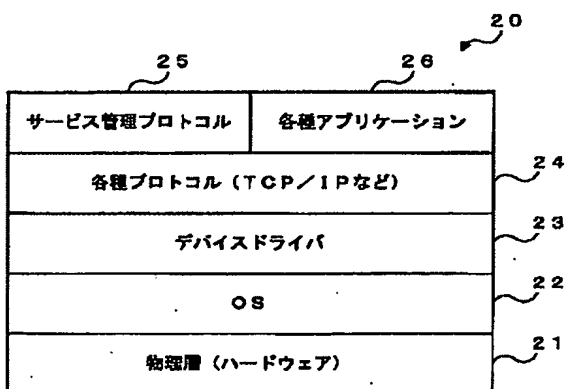 20
25
26
サービス管理プロトコル
各種アプリケーション
各種プロトコル（TCP／IPなど）
24
デバイスドライバ
23
OS
22
物理層（ハードウェア）
21